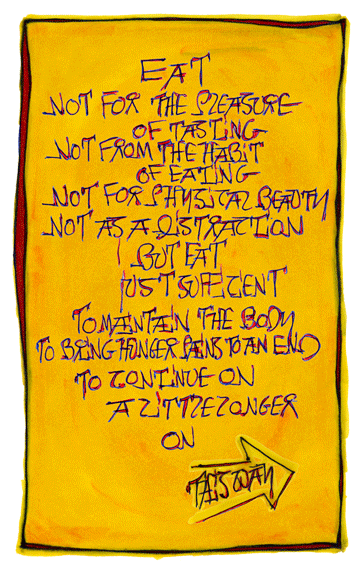 EAT
NOT FOR THE PLEASURE
OF TASTING
NOT FROM THE HABIT
OF EATING
NOT FOR PHYSICAL BEAUTY
NOT AS A DISTRACTION
BUT EAT
JUST SUFFICIENT
TO MAINTAIN THE BODY
TO BRING HUNGER PAINS TO AN END
TO CONTINUE ON
A LITTLE LONGER
ON
THIS WAY